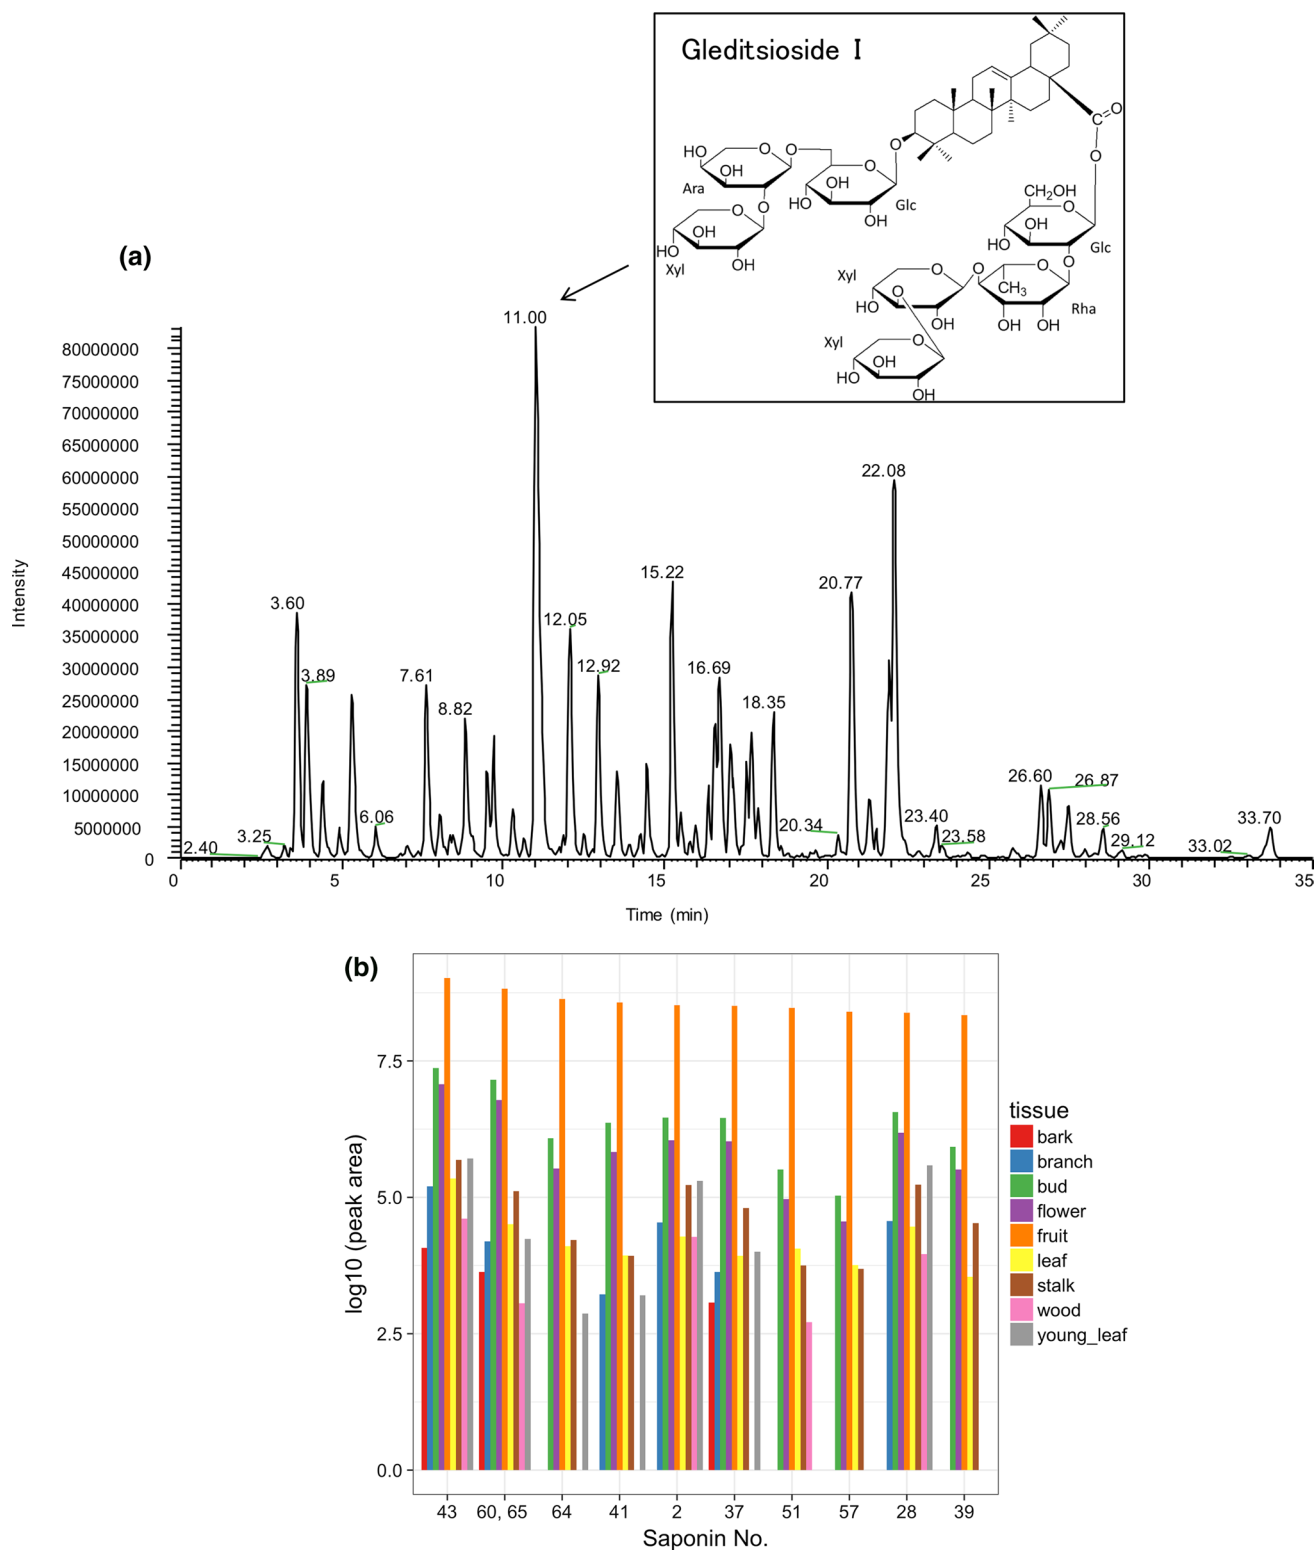 Gleditsioside I
C
O
O
O
HO
O
O
OH
Ara
O
OH
HO
OH
Glc
O
O
OH
HO
OH
Xyl
CH2OH
O
OH
HO
Glc
O
Xyl
O
O
O
O
CH3
HO
OH
OH
OH
Rha
Xyl
O
OH
HO
OH
(a)
11.00
22.08
15.22
20.77
3.60
12.05
3.89
7.61
12.92
16.69
8.82
18.35
26.60
26.87
6.06
3.25
2.40
20.34
23.40
23.58
28.56
29.12
33.02
33.70
80000000
75000000
70000000
65000000
60000000
55000000
50000000
45000000
40000000
35000000
30000000
25000000
20000000
15000000
10000000
5000000
0
Intensity
0 5 10 15 20 25 30 35
Time (min)
(b)
7.5
5.0
2.5
0.0
log10 (peak area)
43 60, 65 64 41 2 37 51 57 28 39
Saponin No.
tissue
bark
branch
bud
flower
fruit
leaf
stalk
wood
young_leaf